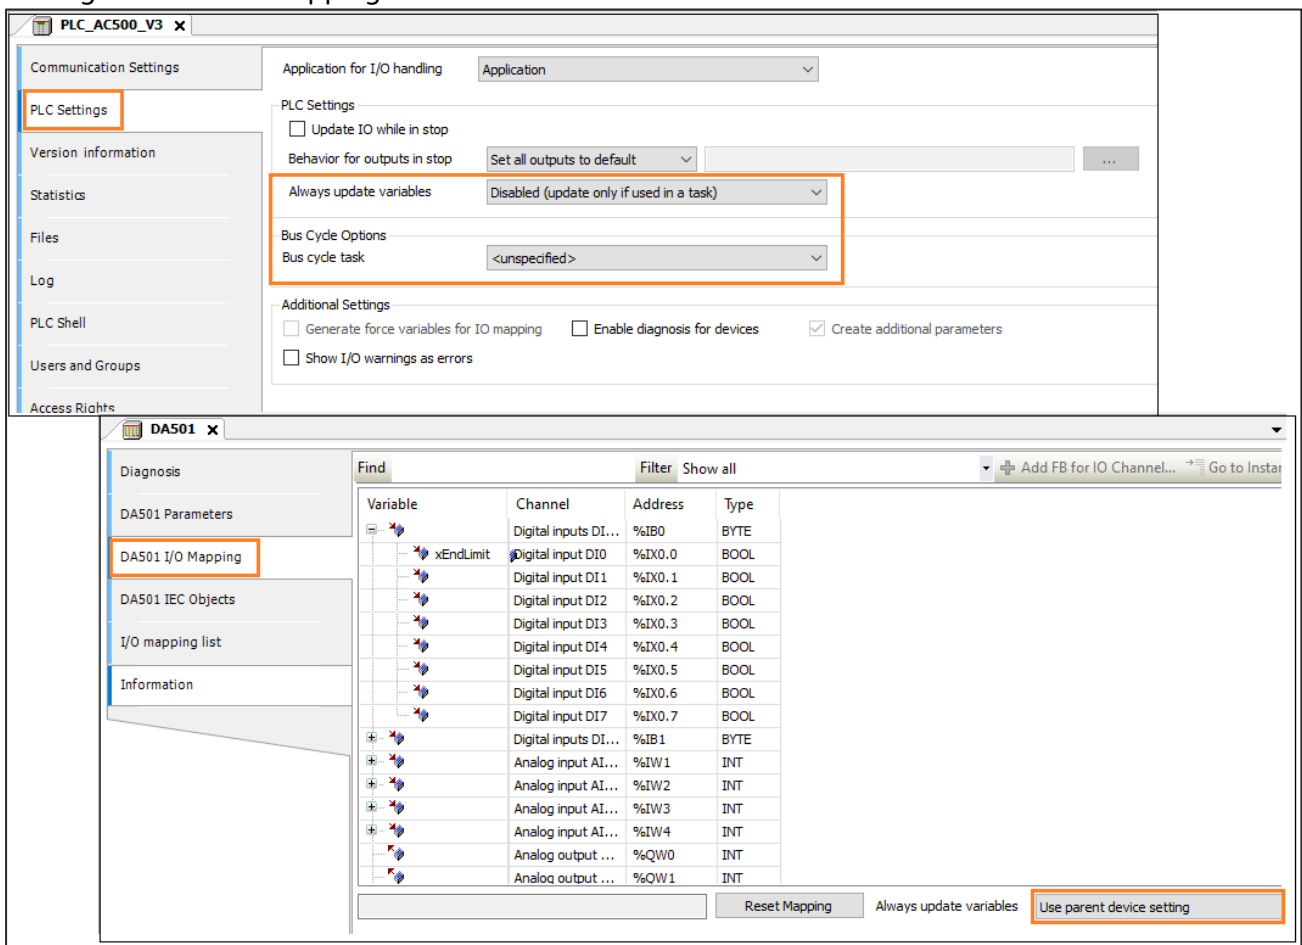 PLC_AC500_V3 x
Communication Settings
PLC Settings
Version information
Statistics
Files
Log
PLC Shell
Users and Groups
Access Rights
Application for I/O handling Application
PLC Settings
Update IO while in stop
Behavior for outputs in stop Set all outputs to default ...
Always update variables Disabled (update only if used in a task)
Bus Cycle Options
Bus cycle task <unspecified>
Additional Settings
Generate force variables for IO mapping Enable diagnosis for devices Create additional parameters
Show I/O warnings as errors
DA501 x
Diagnosis
DA501 Parameters
DA501 I/O Mapping
DA501 IEC Objects
I/O mapping list
Information
Find Filter Show all Add FB for IO Channel... Go to Instar
Variable Channel Address Type
Digital inputs DI... %IB0 BYTE
xEndLimit Digital input DI0 %IX0.0 BOOL
Digital input DI1 %IX0.1 BOOL
Digital input DI2 %IX0.2 BOOL
Digital input DI3 %IX0.3 BOOL
Digital input DI4 %IX0.4 BOOL
Digital input DI5 %IX0.5 BOOL
Digital input DI6 %IX0.6 BOOL
Digital input DI7 %IX0.7 BOOL
Digital inputs DI... %IB1 BYTE
Analog input AI... %IW1 INT
Analog input AI... %IW2 INT
Analog input AI... %IW3 INT
Analog input AI... %IW4 INT
Analog output ... %QW0 INT
Analog output ... %QW1 INT
Reset Mapping Always update variables Use parent device setting